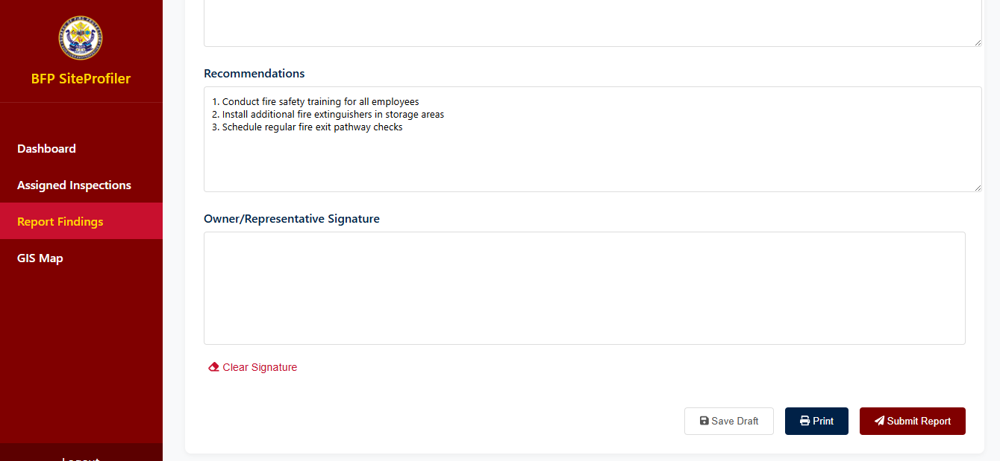 BFP SiteProfiler
Dashboard
Assigned Inspections
Report Findings
GIS Map
Logout
Recommendations
1. Conduct fire safety training for all employees
2. Install additional fire extinguishers in storage areas
3. Schedule regular fire exit pathway checks
Owner/Representative Signature
Clear Signature
Save Draft
Print
Submit Report